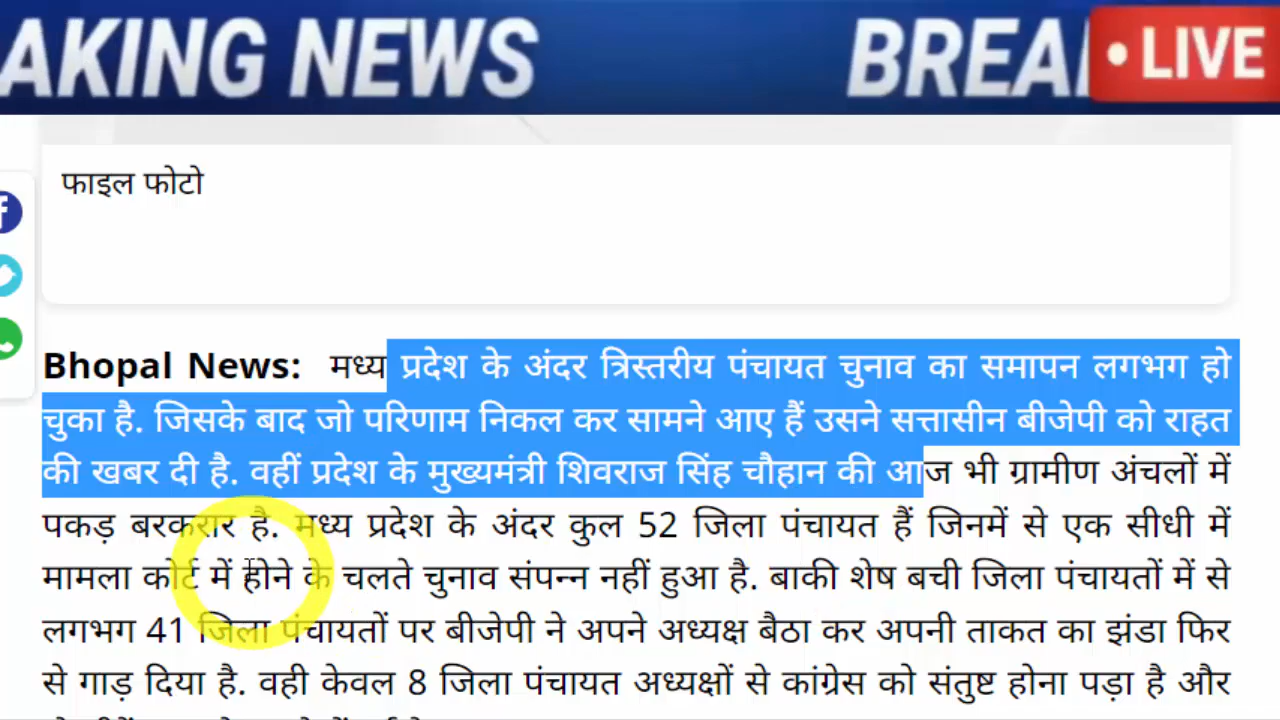 AKING NEWS BREA • LIVE
फाइल फोटो
Bhopal News: मध्य प्रदेश के अंदर त्रिस्तरीय पंचायत चुनाव का समापन लगभग हो
चुका है. जिसके बाद जो परिणाम निकल कर सामने आए हैं उसने सत्तासीन बीजेपी को राहत
की खबर दी है. वहीं प्रदेश के मुख्यमंत्री शिवराज सिंह चौहान की आज भी ग्रामीण अंचलों में
पकड़ बरकरार है. मध्य प्रदेश के अंदर कुल 52 जिला पंचायत हैं जिनमें से एक सीधी में
मामला कोर्ट में होने के चलते चुनाव संपन्न नहीं हुआ है. बाकी शेष बची जिला पंचायतों में से
लगभग 41 जिला पंचायतों पर बीजेपी ने अपने अध्यक्ष बैठा कर अपनी ताकत का झंडा फिर
से गाड़ दिया है. वही केवल 8 जिला पंचायत अध्यक्षों से कांग्रेस को संतुष्ट होना पड़ा है और